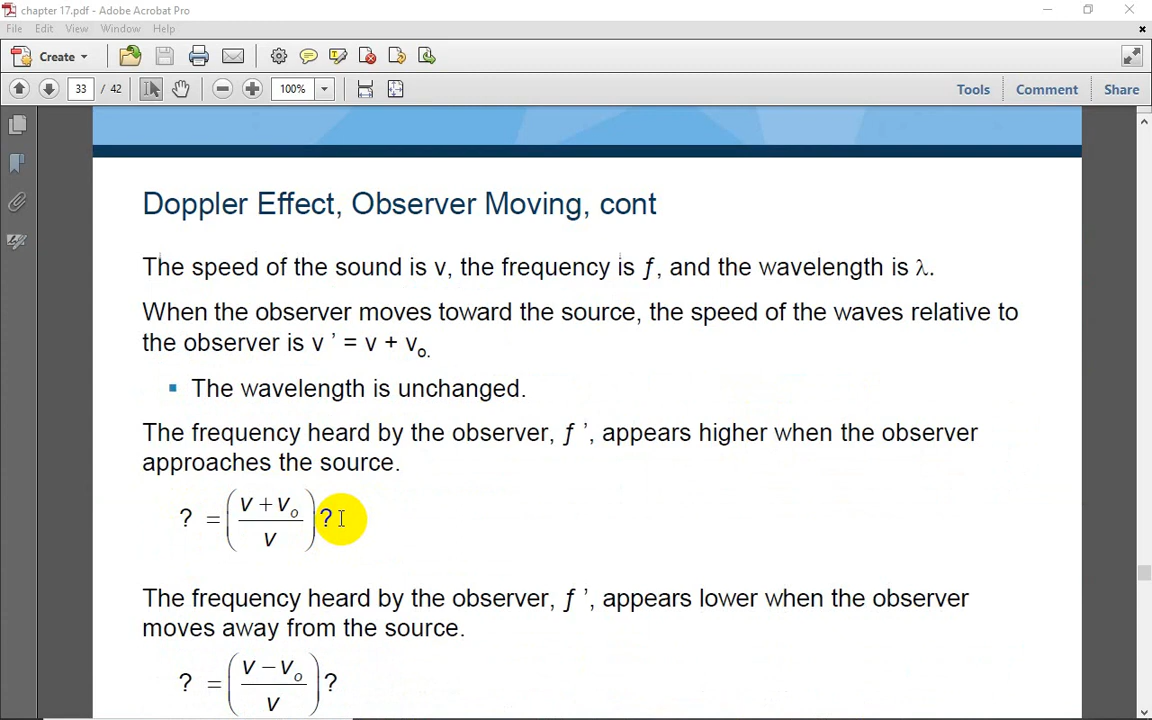 chapter 17.pdf - Adobe Acrobat Pro
File Edit View Window Help
Create
33 / 42 100% Tools Comment Share
Doppler Effect, Observer Moving, cont
The speed of the sound is v, the frequency is ƒ, and the wavelength is λ.
When the observer moves toward the source, the speed of the waves relative to
the observer is v ’ = v + vo.
▪ The wavelength is unchanged.
The frequency heard by the observer, ƒ ’, appears higher when the observer
approaches the source.
? = ((v + vo) / v) ?
The frequency heard by the observer, ƒ ’, appears lower when the observer
moves away from the source.
? = ((v − vo) / v) ?